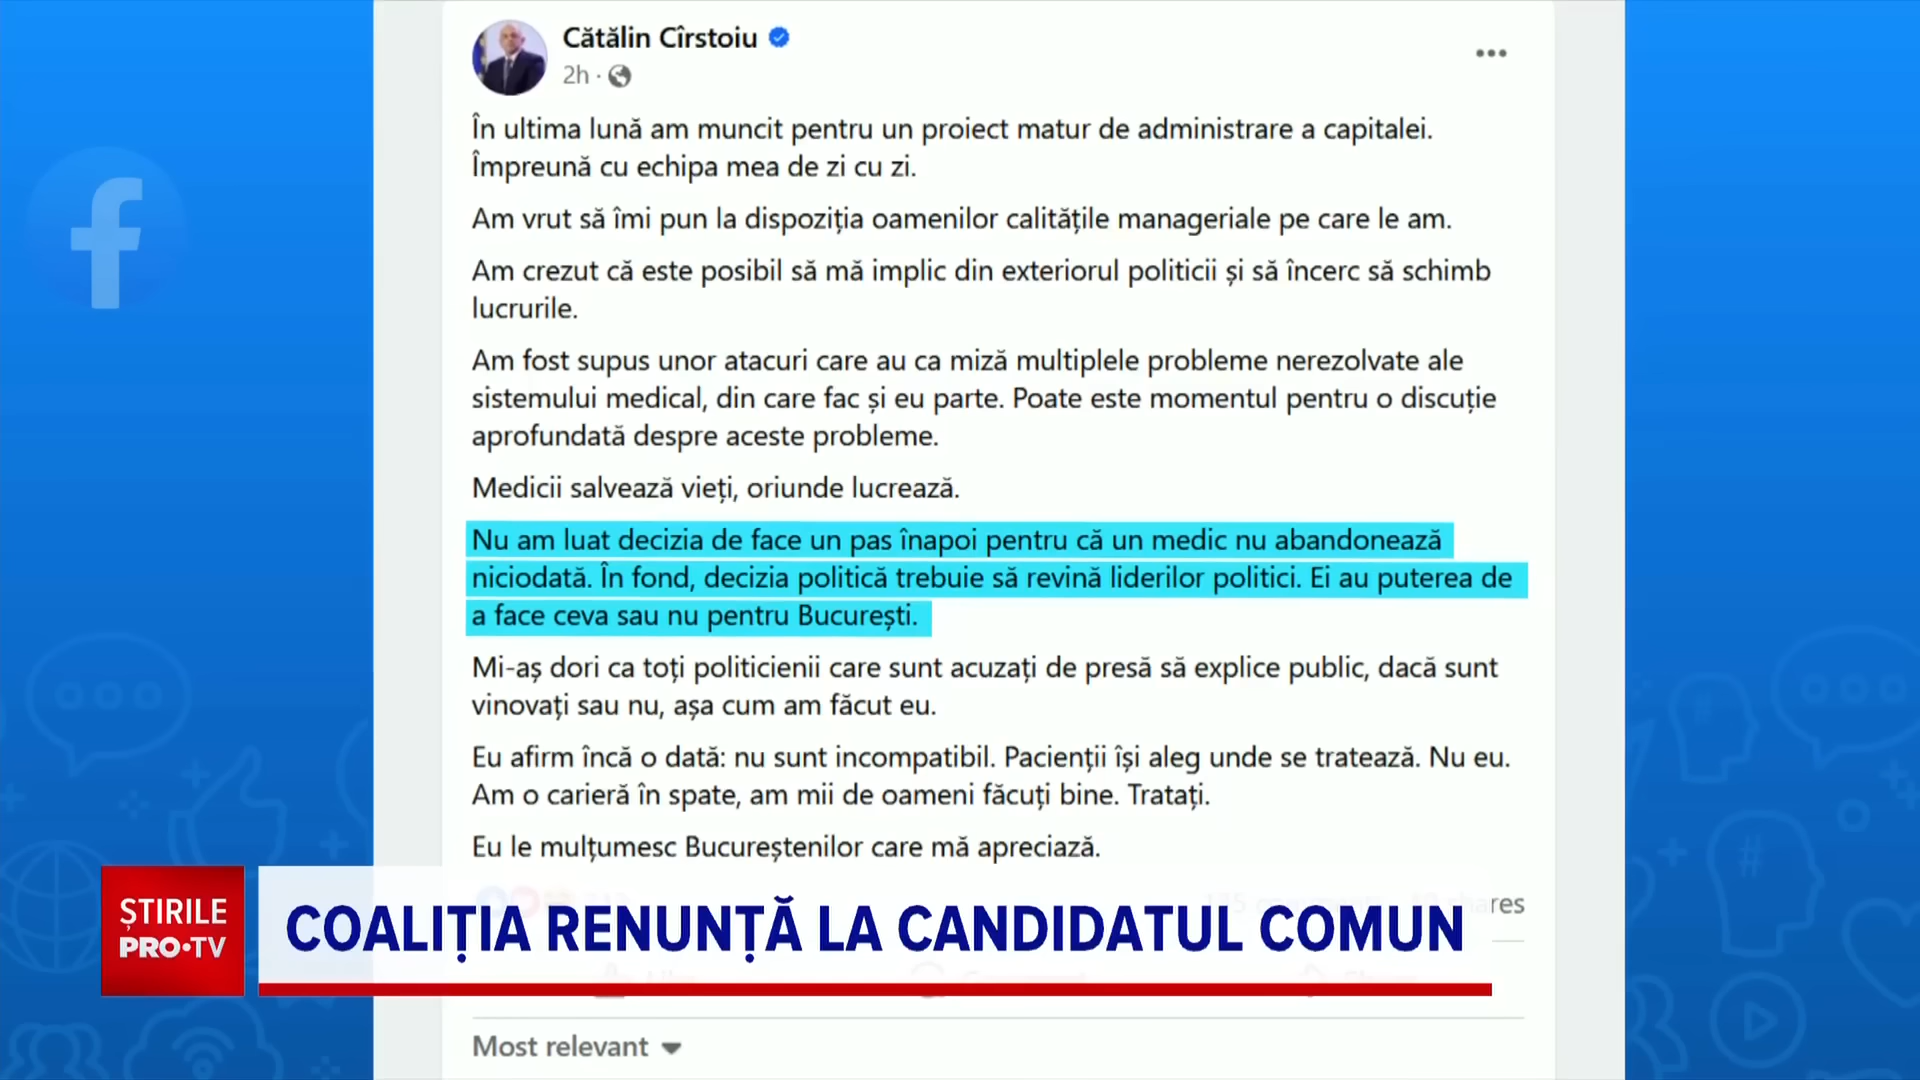 Cătălin Cîrstoiu
2h ·
În ultima lună am muncit pentru un proiect matur de administrare a capitalei.
Împreună cu echipa mea de zi cu zi.
Am vrut să îmi pun la dispoziția oamenilor calitățile manageriale pe care le am.
Am crezut că este posibil să mă implic din exteriorul politicii și să încerc să schimb
lucrurile.
Am fost supus unor atacuri care au ca miză multiplele probleme nerezolvate ale
sistemului medical, din care fac și eu parte. Poate este momentul pentru o discuție
aprofundată despre aceste probleme.
Medicii salvează vieți, oriunde lucrează.
Nu am luat decizia de face un pas înapoi pentru că un medic nu abandonează
niciodată. În fond, decizia politică trebuie să revină liderilor politici. Ei au puterea de
a face ceva sau nu pentru București.
Mi-aș dori ca toți politicienii care sunt acuzați de presă să explice public, dacă sunt
vinovați sau nu, așa cum am făcut eu.
Eu afirm încă o dată: nu sunt incompatibil. Pacienții își aleg unde se tratează. Nu eu.
Am o carieră în spate, am mii de oameni făcuți bine. Tratați.
Eu le mulțumesc Bucureștenilor care mă apreciază.
shares
ȘTIRILE
PRO•TV
COALIȚIA RENUNȚĂ LA CANDIDATUL COMUN
Most relevant